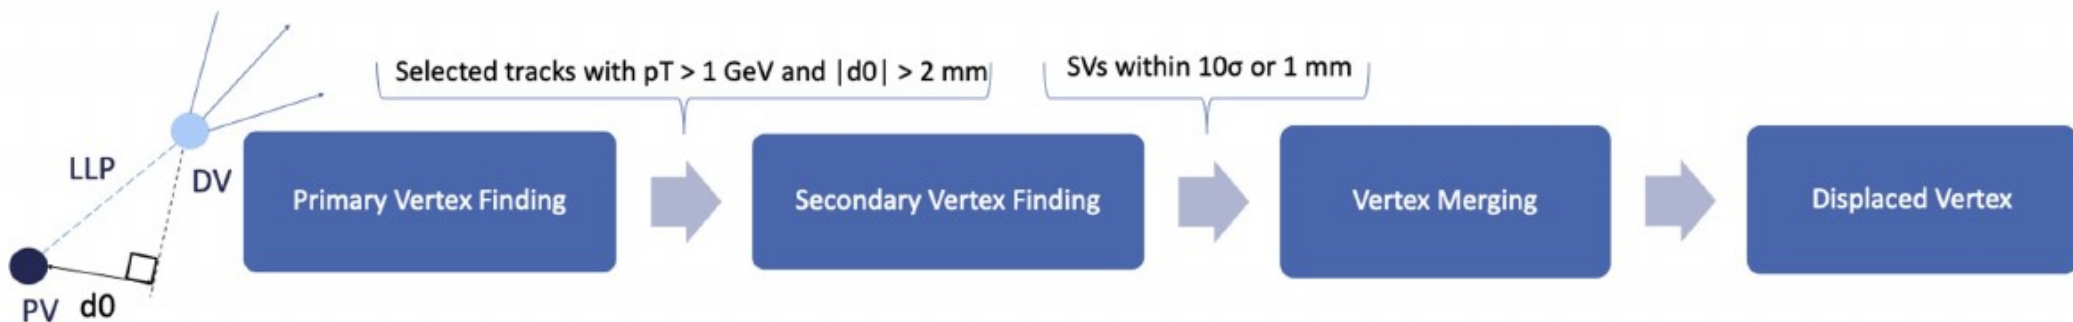 Selected tracks with pT > 1 GeV and |d0| > 2 mm
SVs within 10σ or 1 mm
LLP
DV
PV
d0
Primary Vertex Finding
Secondary Vertex Finding
Vertex Merging
Displaced Vertex